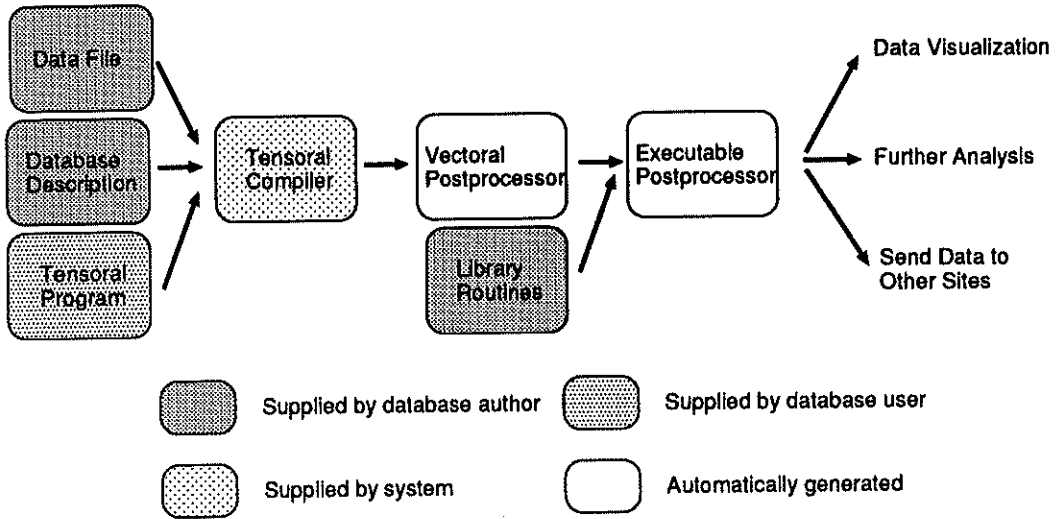 Data File
Database
Description
Tensoral
Program
Tensoral
Compiler
Vectoral
Postprocessor
Library
Routines
Executable
Postprocessor
Data Visualization
Further Analysis
Send Data to
Other Sites
Supplied by database author
Supplied by database user
Supplied by system
Automatically generated